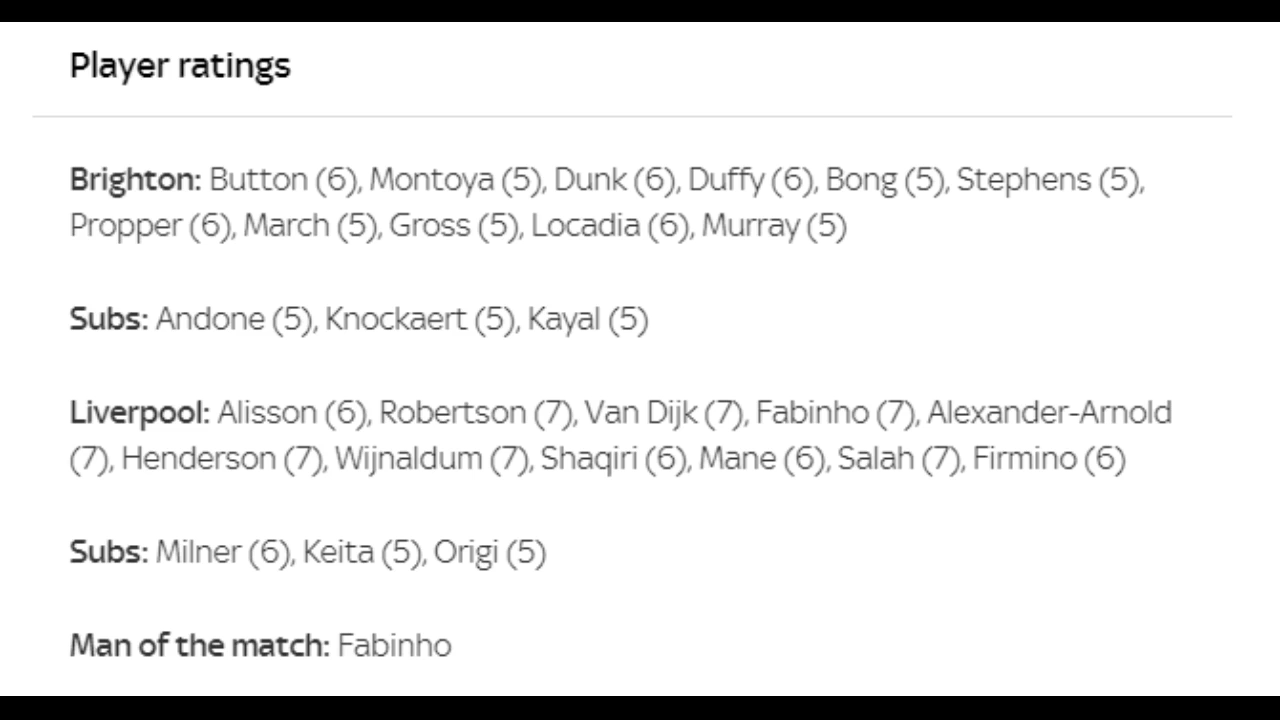 Player ratings
Brighton: Button (6), Montoya (5), Dunk (6), Duffy (6), Bong (5), Stephens (5),
Propper (6), March (5), Gross (5), Locadia (6), Murray (5)
Subs: Andone (5), Knockaert (5), Kayal (5)
Liverpool: Alisson (6), Robertson (7), Van Dijk (7), Fabinho (7), Alexander-Arnold
(7), Henderson (7), Wijnaldum (7), Shaqiri (6), Mane (6), Salah (7), Firmino (6)
Subs: Milner (6), Keita (5), Origi (5)
Man of the match: Fabinho